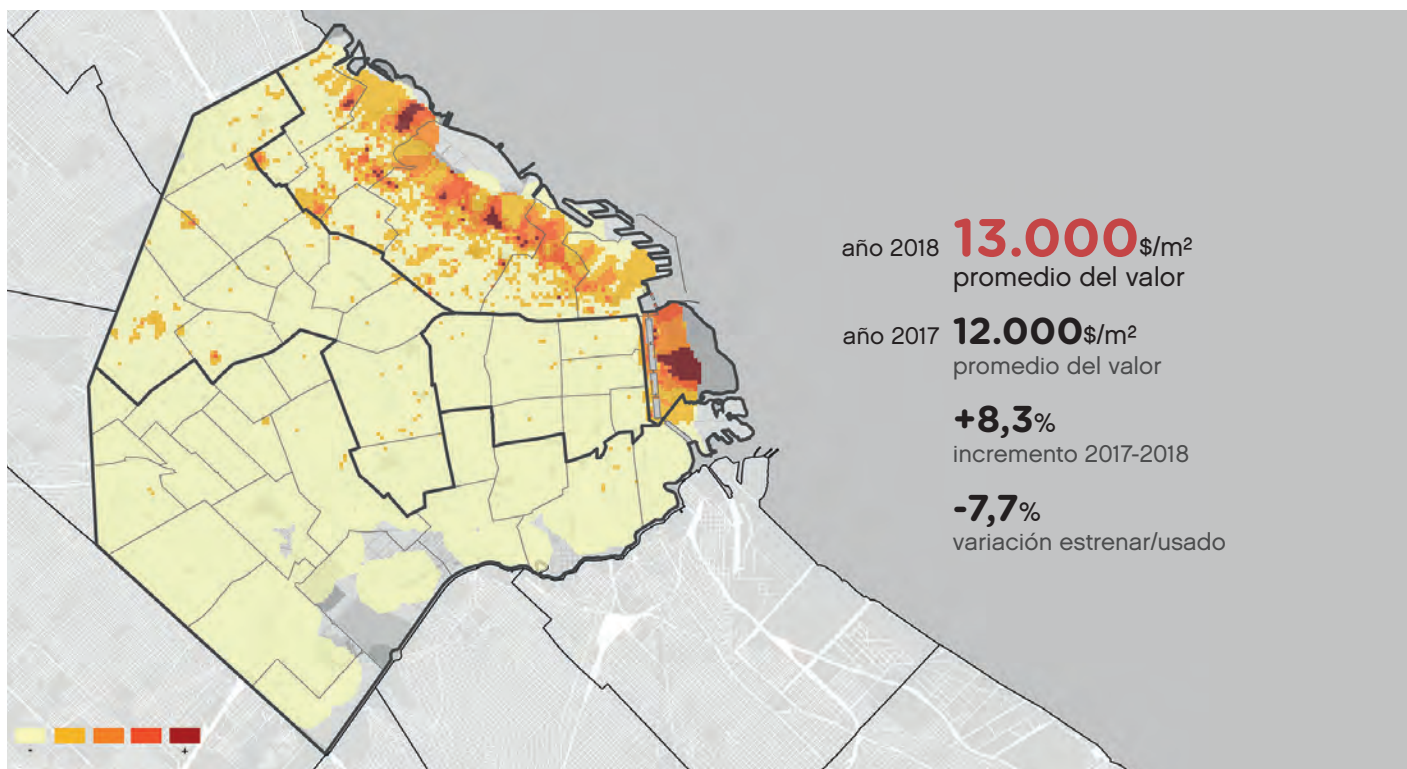 año 2018 13.000$/m²
promedio del valor
año 2017 12.000$/m²
promedio del valor
+8,3%
incremento 2017-2018
-7,7%
variación estrenar/usado
- +